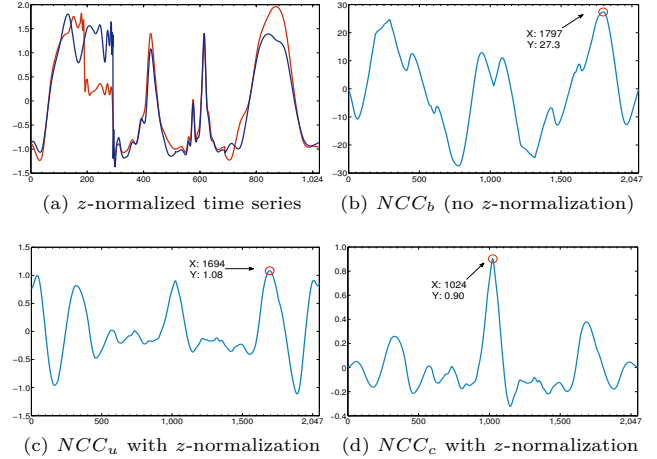 2.0
1.5
1.0
0.5
0
-0.5
-1.0
-1.5
0 200 400 600 800 1,024
(a) z-normalized time series
30
20
10
0
-10
-20
-30
0 500 1,000 1,500 2,047
X: 1797
Y: 27.3
(b) NCC_b (no z-normalization)
1.5
1.0
0.5
0
-0.5
-1.0
-1.5
0 500 1,000 1,500 2,047
X: 1694
Y: 1.08
(c) NCC_u with z-normalization
1.0
0.8
0.6
0.4
0.2
0
-0.2
-0.4
0 500 1,000 1,500 2,047
X: 1024
Y: 0.90
(d) NCC_c with z-normalization